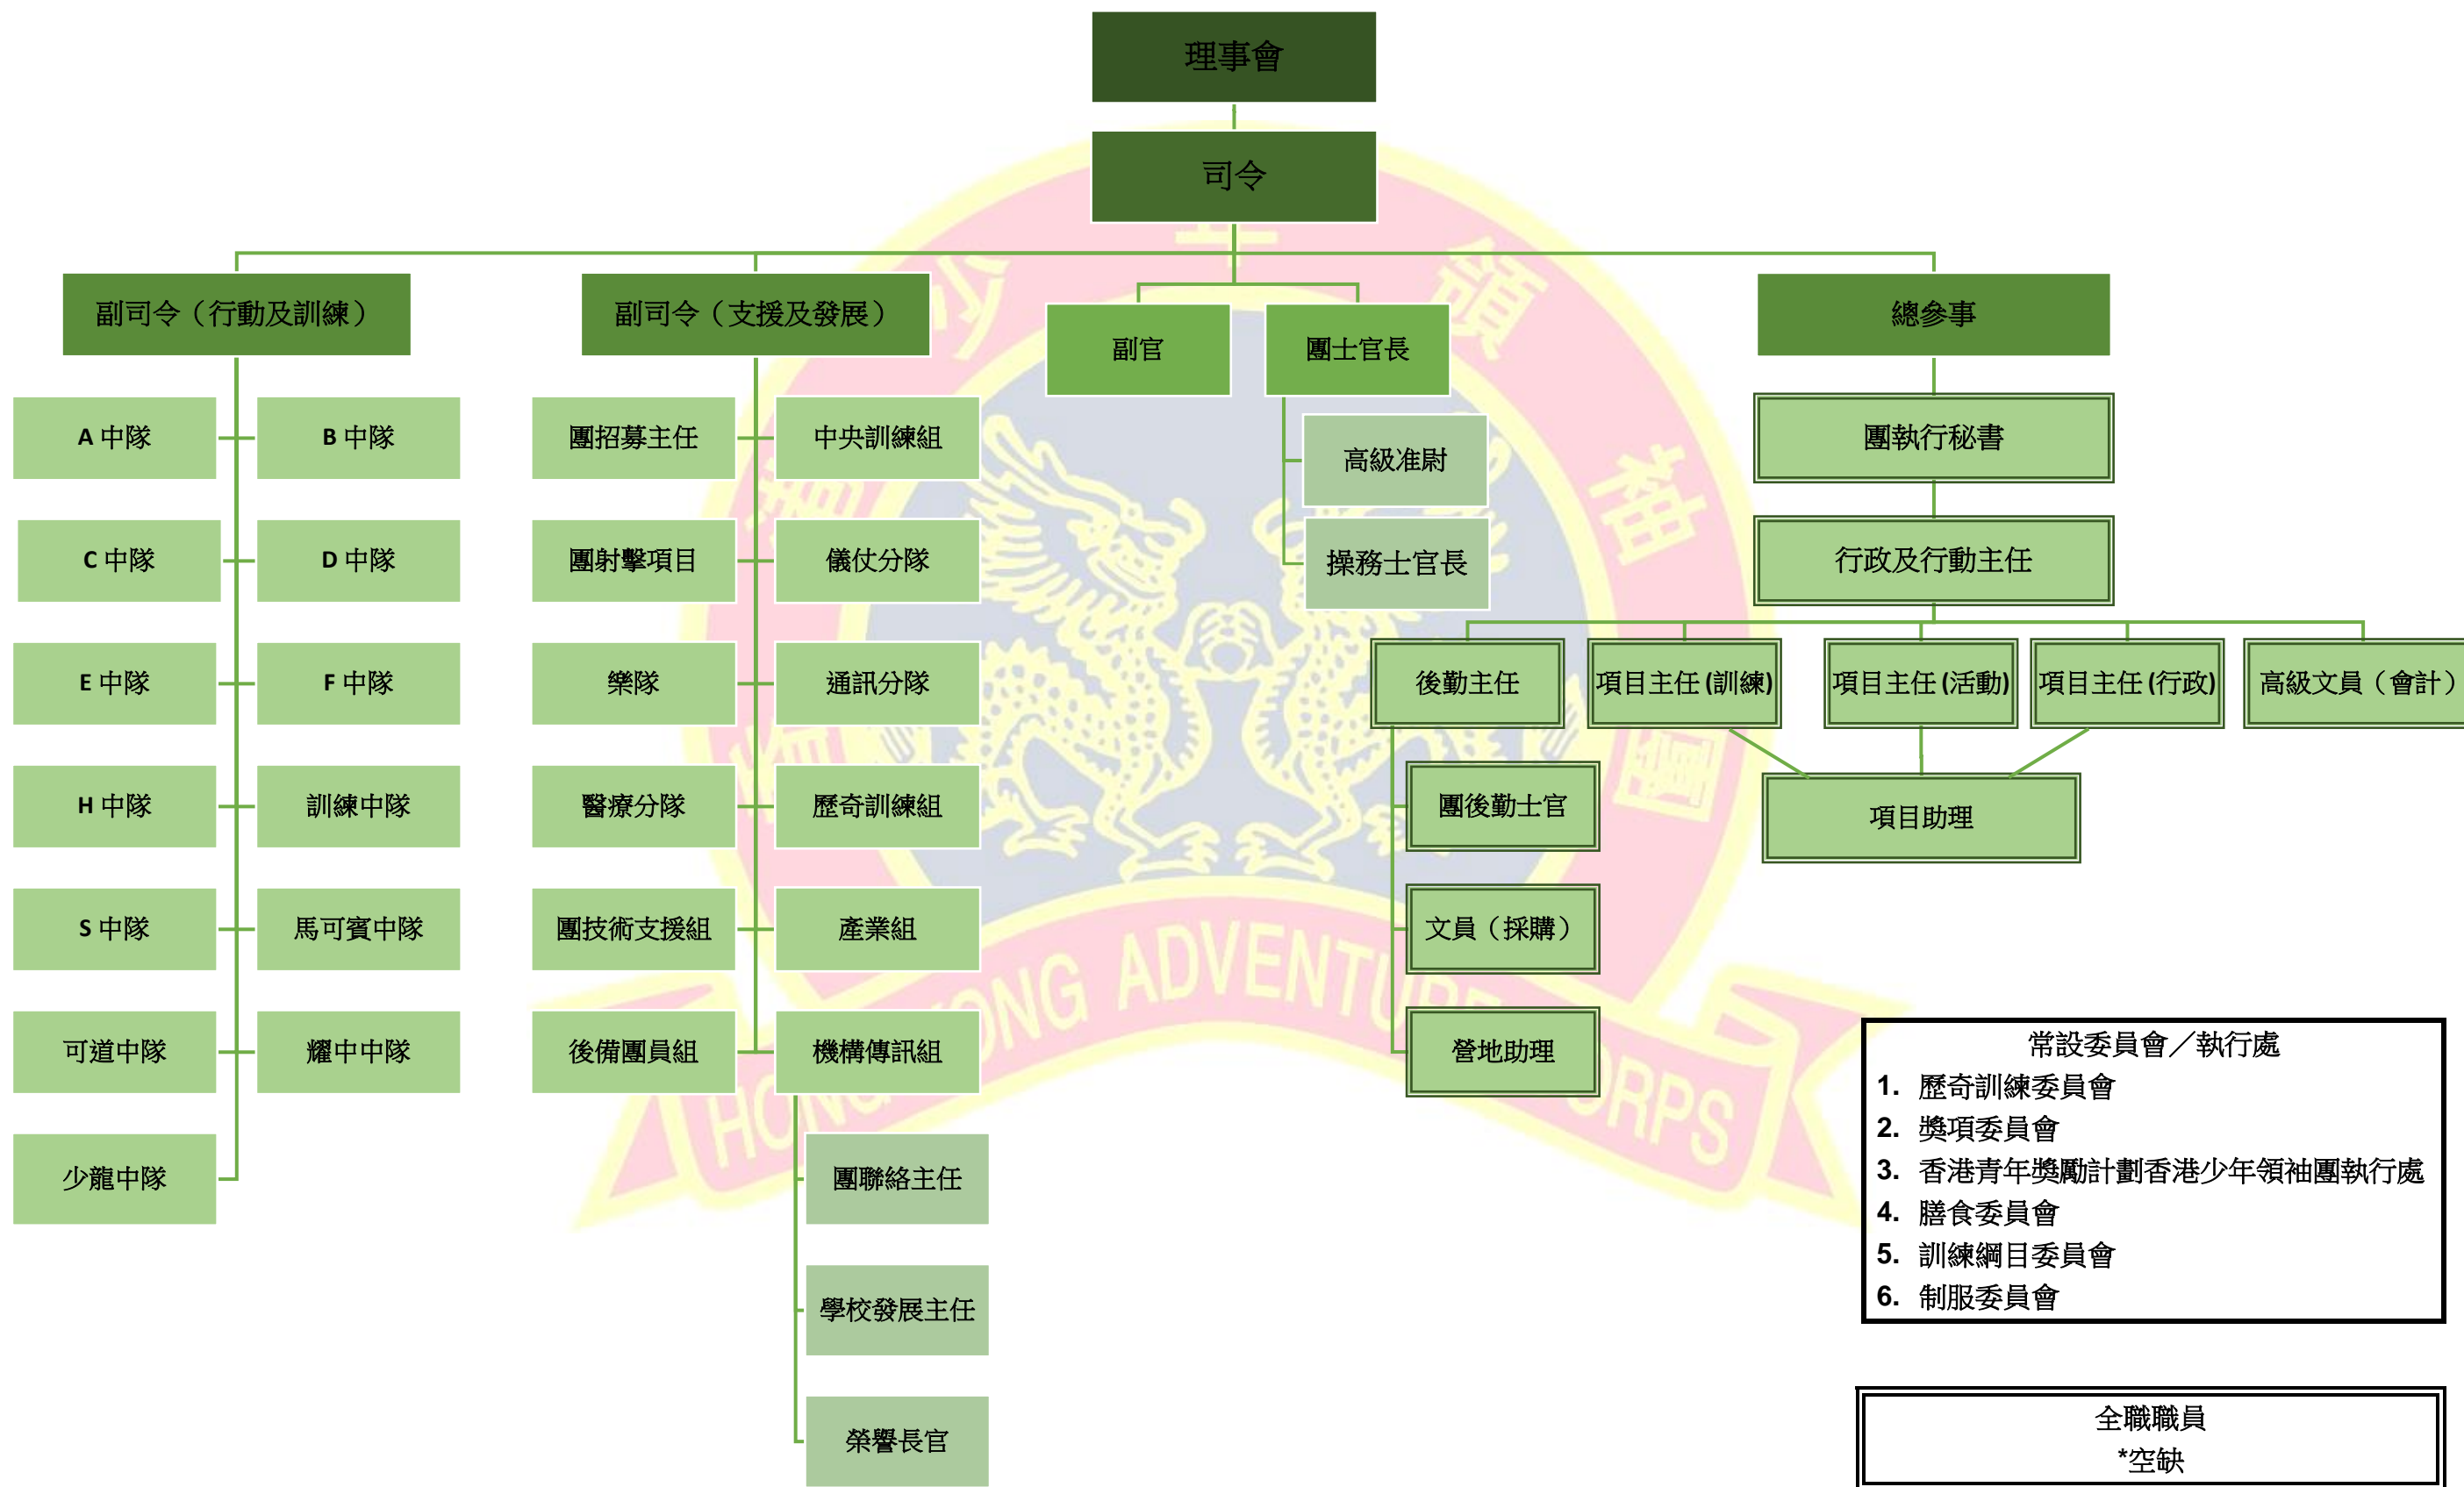 理事會
司令
副司令（行動及訓練）
副司令（支援及發展）
副官
團士官長
總參事
A 中隊
B 中隊
C 中隊
D 中隊
E 中隊
F 中隊
H 中隊
訓練中隊
S 中隊
馬可賓中隊
可道中隊
耀中中隊
少龍中隊
團招募主任
中央訓練組
團射擊項目
儀仗分隊
樂隊
通訊分隊
醫療分隊
歷奇訓練組
團技術支援組
產業組
後備團員組
機構傳訊組
團聯絡主任
學校發展主任
榮譽長官
高級准尉
操務士官長
團執行秘書
行政及行動主任
後勤主任
項目主任 (訓練)
項目主任 (活動)
項目主任 (行政)
高級文員（會計）
團後勤士官
文員（採購）
營地助理
項目助理
常設委員會／執行處
1. 歷奇訓練委員會
2. 獎項委員會
3. 香港青年獎勵計劃香港少年領袖團執行處
4. 膳食委員會
5. 訓練綱目委員會
6. 制服委員會
全職職員
*空缺